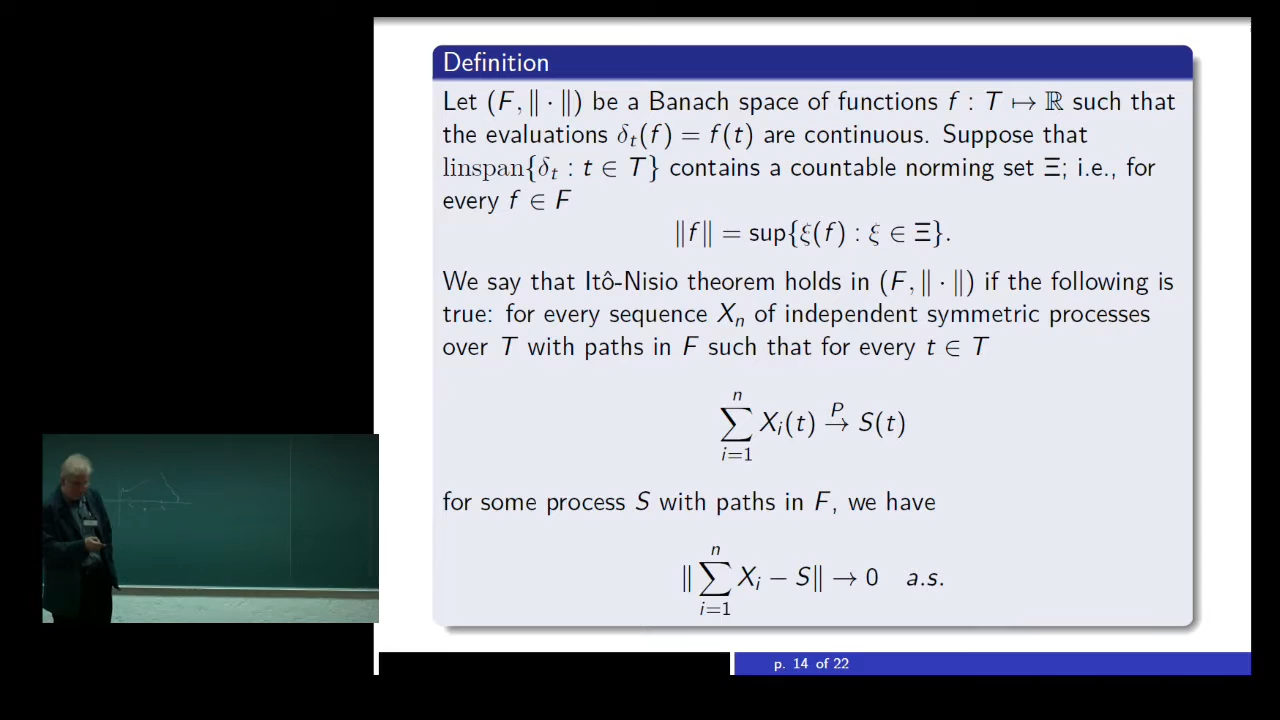 Definition
Let (F, ‖ · ‖) be a Banach space of functions f : T ↦ ℝ such that
the evaluations δ_t(f) = f(t) are continuous. Suppose that
linspan{δ_t : t ∈ T} contains a countable norming set Ξ; i.e., for
every f ∈ F
‖f‖ = sup{ξ(f) : ξ ∈ Ξ}.
We say that Itô-Nisio theorem holds in (F, ‖ · ‖) if the following is
true: for every sequence X_n of independent symmetric processes
over T with paths in F such that for every t ∈ T
∑_{i=1}^{n} X_i(t) →^P S(t)
for some process S with paths in F, we have
‖ ∑_{i=1}^{n} X_i − S‖ → 0 a.s.
p. 14 of 22